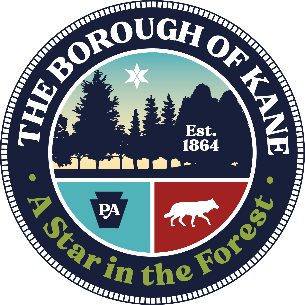 THE BOROUGH OF KANE
Est.
1864
PA
• A Star in the Forest •